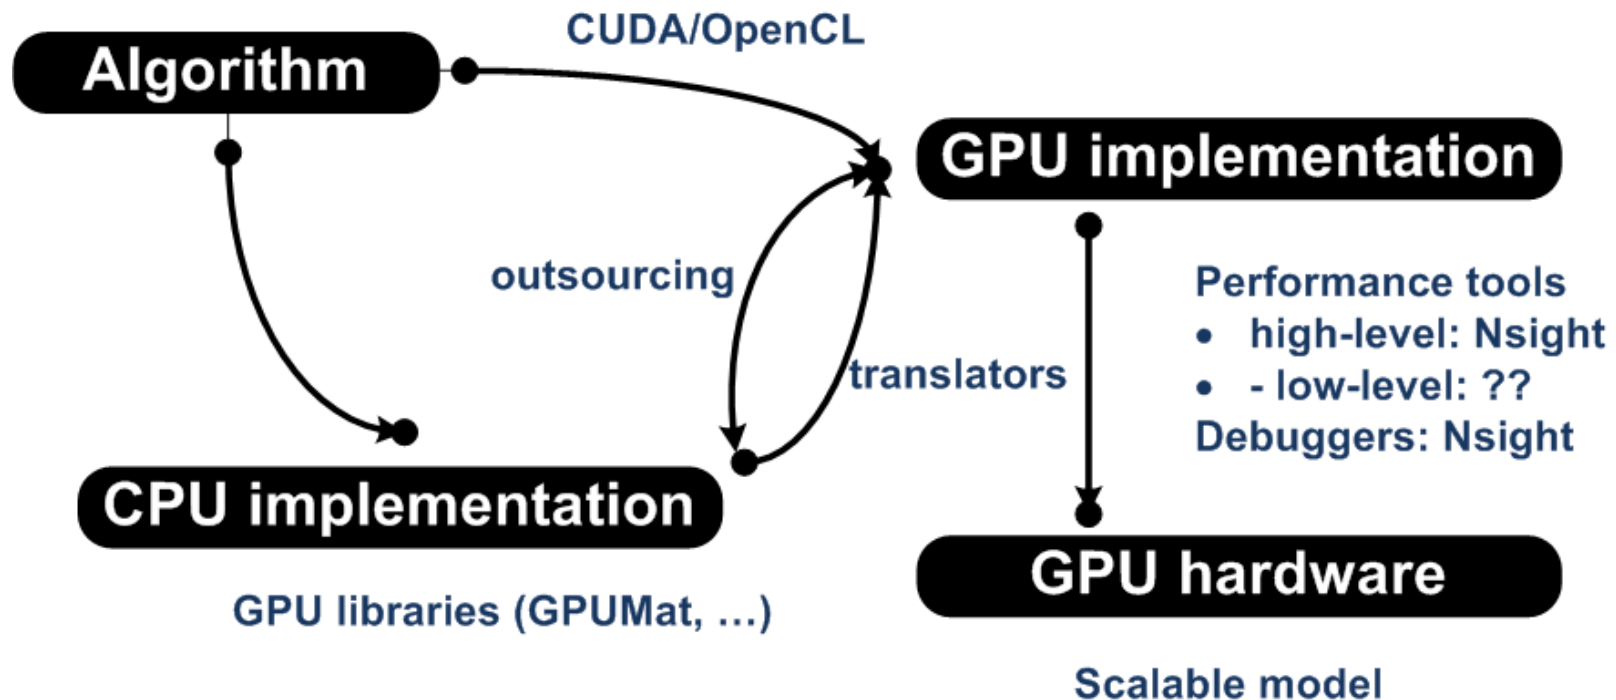 CUDA/OpenCL
Algorithm
GPU implementation
outsourcing
translators
Performance tools
• high-level: Nsight
• - low-level: ??
Debuggers: Nsight
CPU implementation
GPU libraries (GPUMat, ...)
GPU hardware
Scalable model